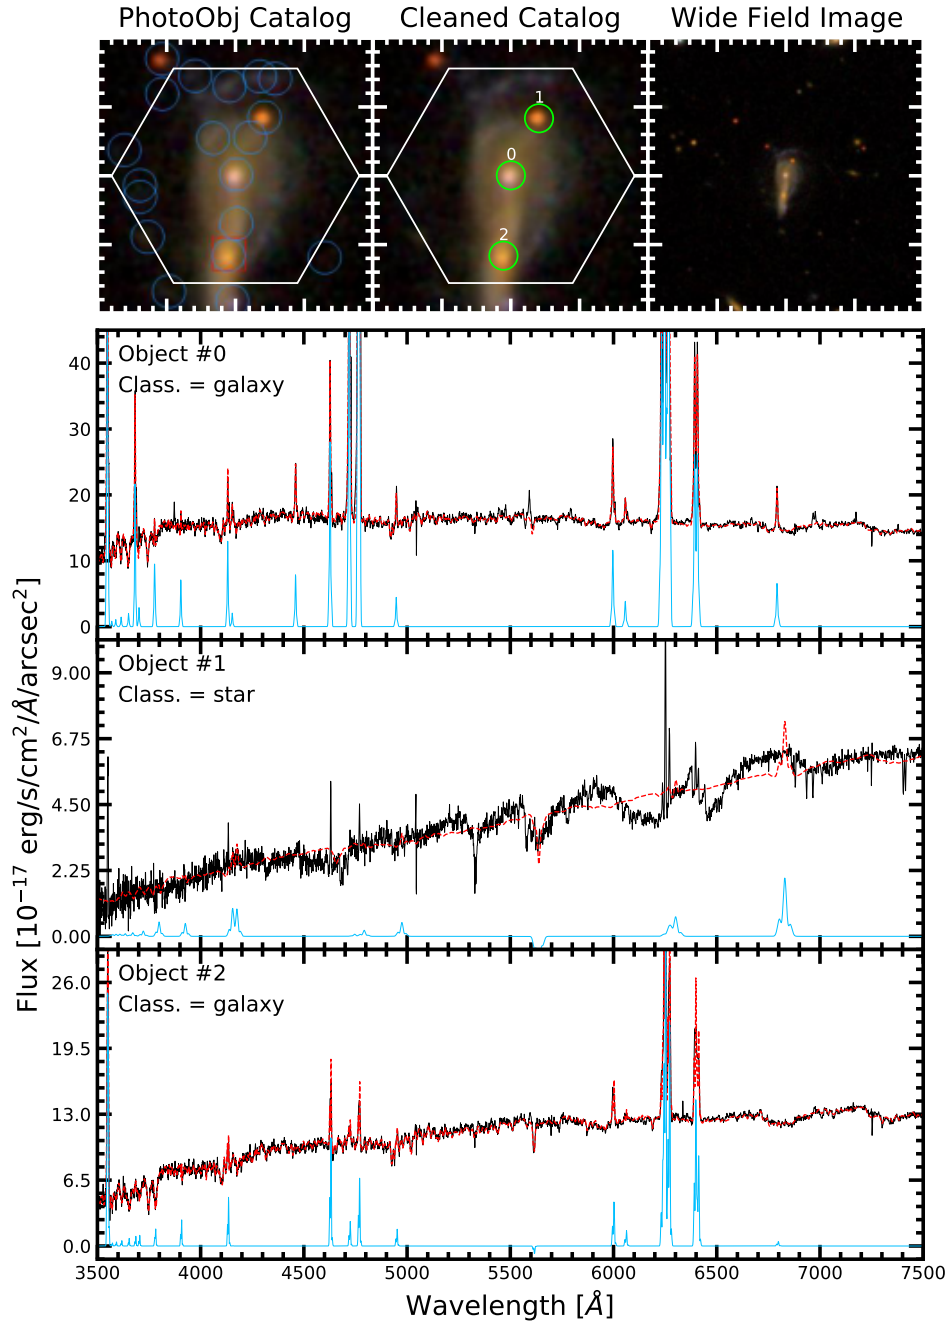 PhotoObj Catalog Cleaned Catalog Wide Field Image
1
0
2
Object #0
Class. = galaxy
40
30
20
10
0
Object #1
Class. = star
9.00
6.75
4.50
2.25
0.00
Object #2
Class. = galaxy
26.0
19.5
13.0
6.5
0.0
Flux [10⁻¹⁷ erg/s/cm²/Å/arcsec²]
3500 4000 4500 5000 5500 6000 6500 7000 7500
Wavelength [Å]